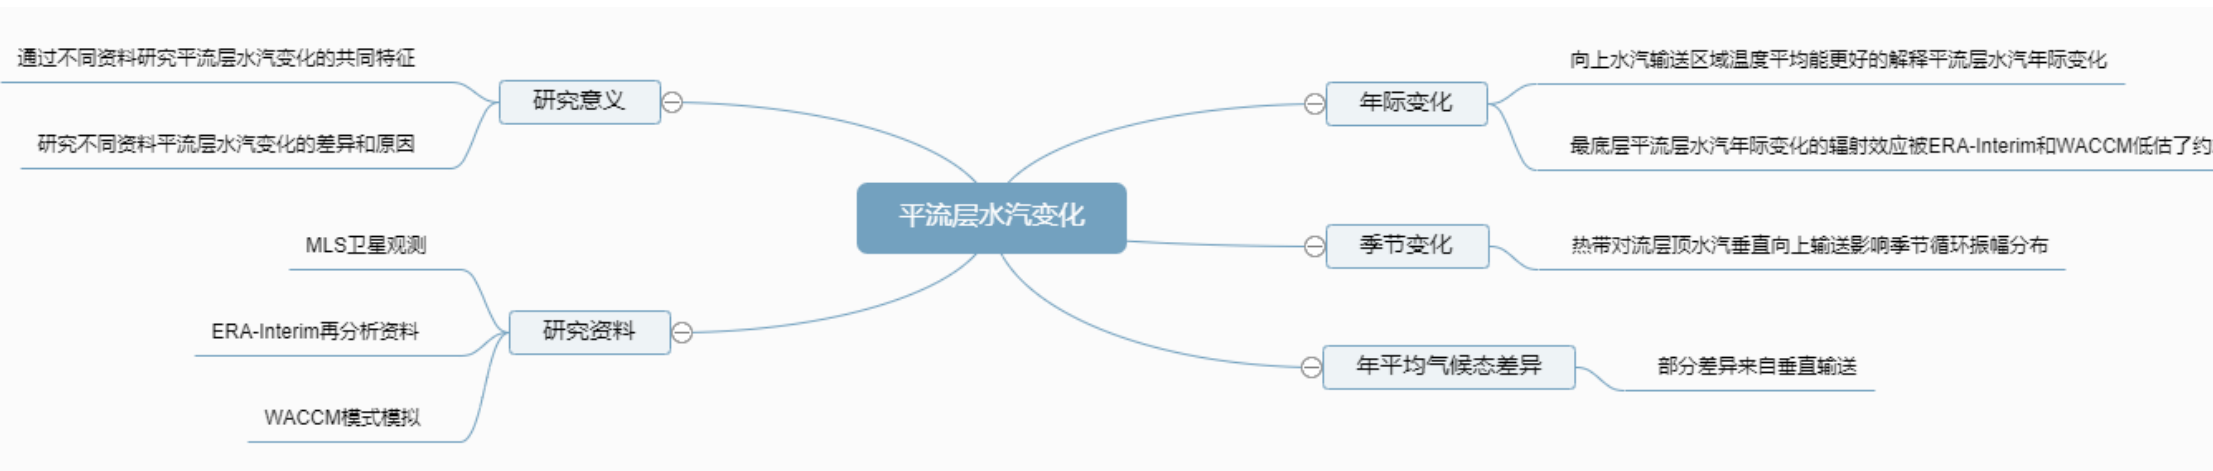 平流层水汽变化
研究意义
通过不同资料研究平流层水汽变化的共同特征
研究不同资料平流层水汽变化的差异和原因
研究资料
MLS卫星观测
ERA-Interim再分析资料
WACCM模式模拟
年际变化
向上水汽输送区域温度平均能更好的解释平流层水汽年际变化
最底层平流层水汽年际变化的辐射效应被ERA-Interim和WACCM低估了约
季节变化
热带对流层顶水汽垂直向上输送影响季节循环振幅分布
年平均气候态差异
部分差异来自垂直输送